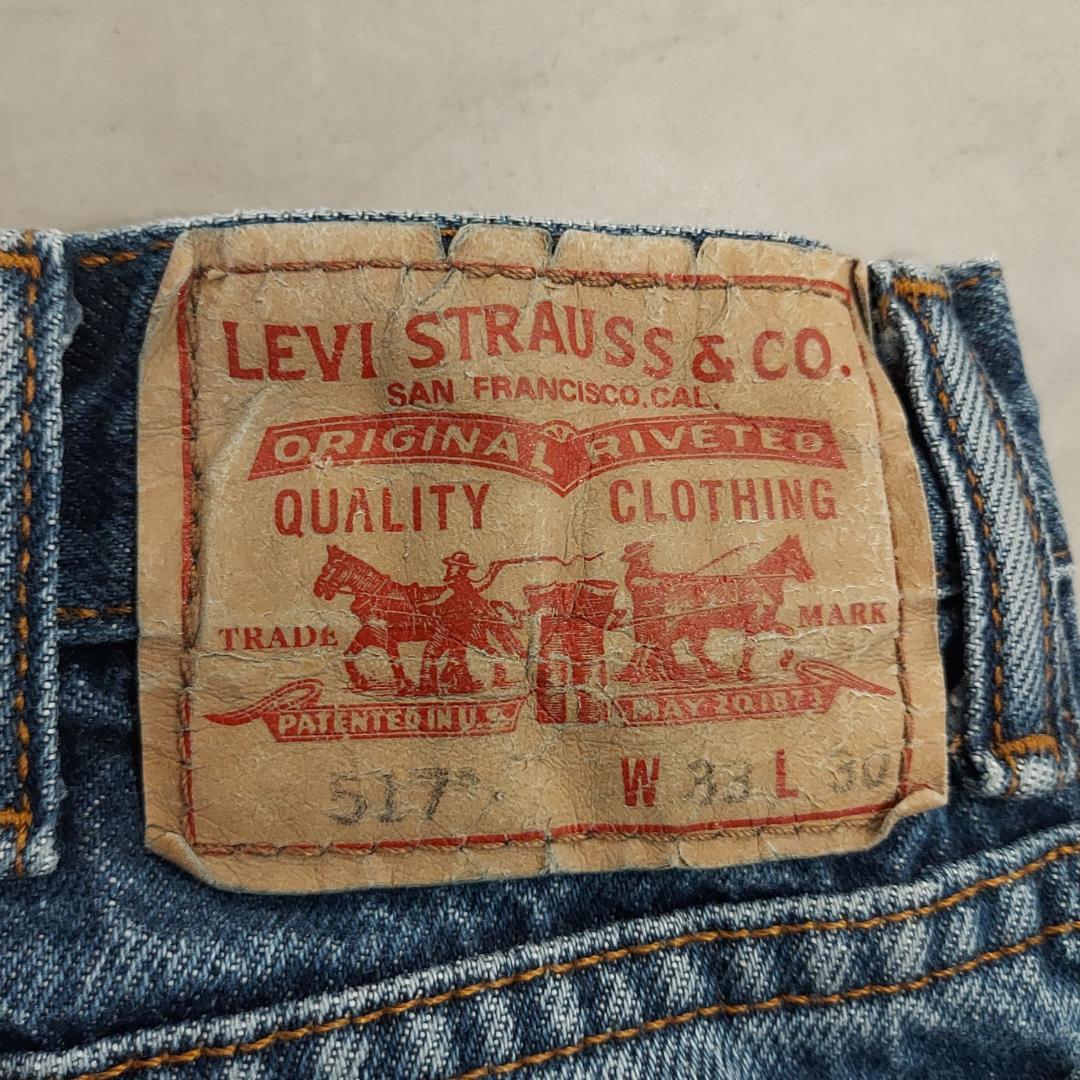 LEVI STRAUSS & CO.
SAN FRANCISCO, CAL.
ORIGINAL RIVETED
QUALITY CLOTHING
TRADE MARK
PATENTED IN U.S. MAY 20 1873
517 W 33 L 30